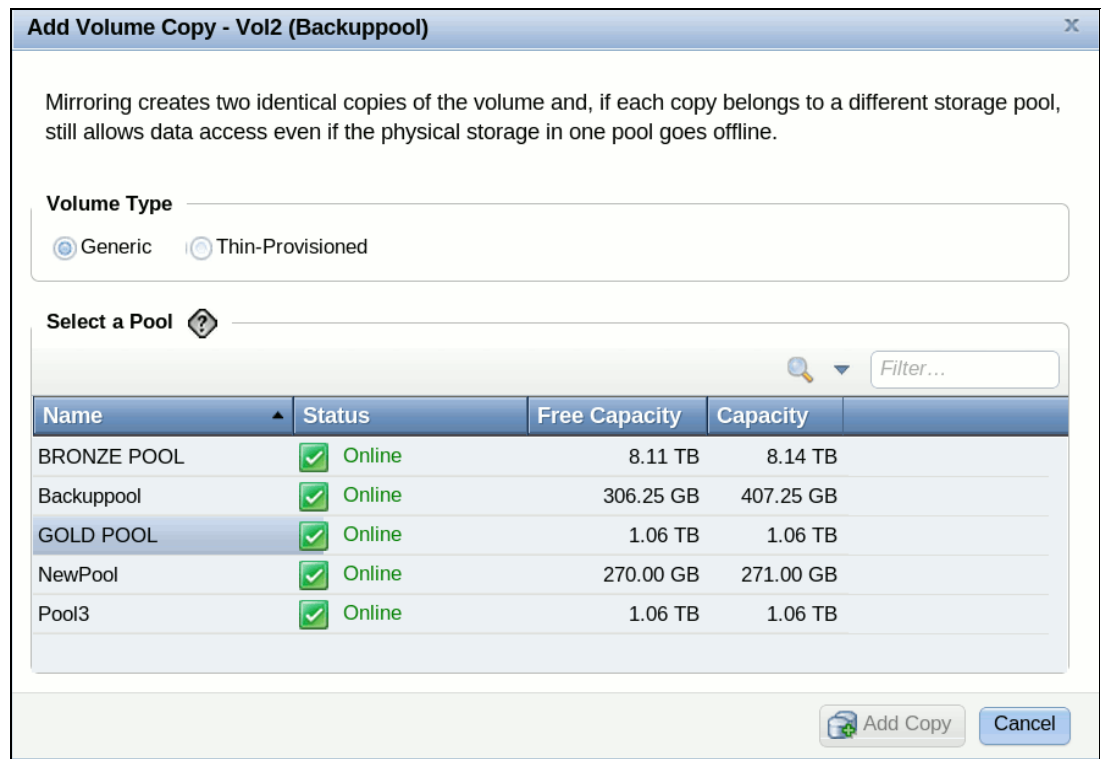 Add Volume Copy - Vol2 (Backuppool) x
Mirroring creates two identical copies of the volume and, if each copy belongs to a different storage pool,
still allows data access even if the physical storage in one pool goes offline.
Volume Type
Generic Thin-Provisioned
Select a Pool ?
Filter...
Name Status Free Capacity Capacity
BRONZE POOL Online 8.11 TB 8.14 TB
Backuppool Online 306.25 GB 407.25 GB
GOLD POOL Online 1.06 TB 1.06 TB
NewPool Online 270.00 GB 271.00 GB
Pool3 Online 1.06 TB 1.06 TB
Add Copy Cancel